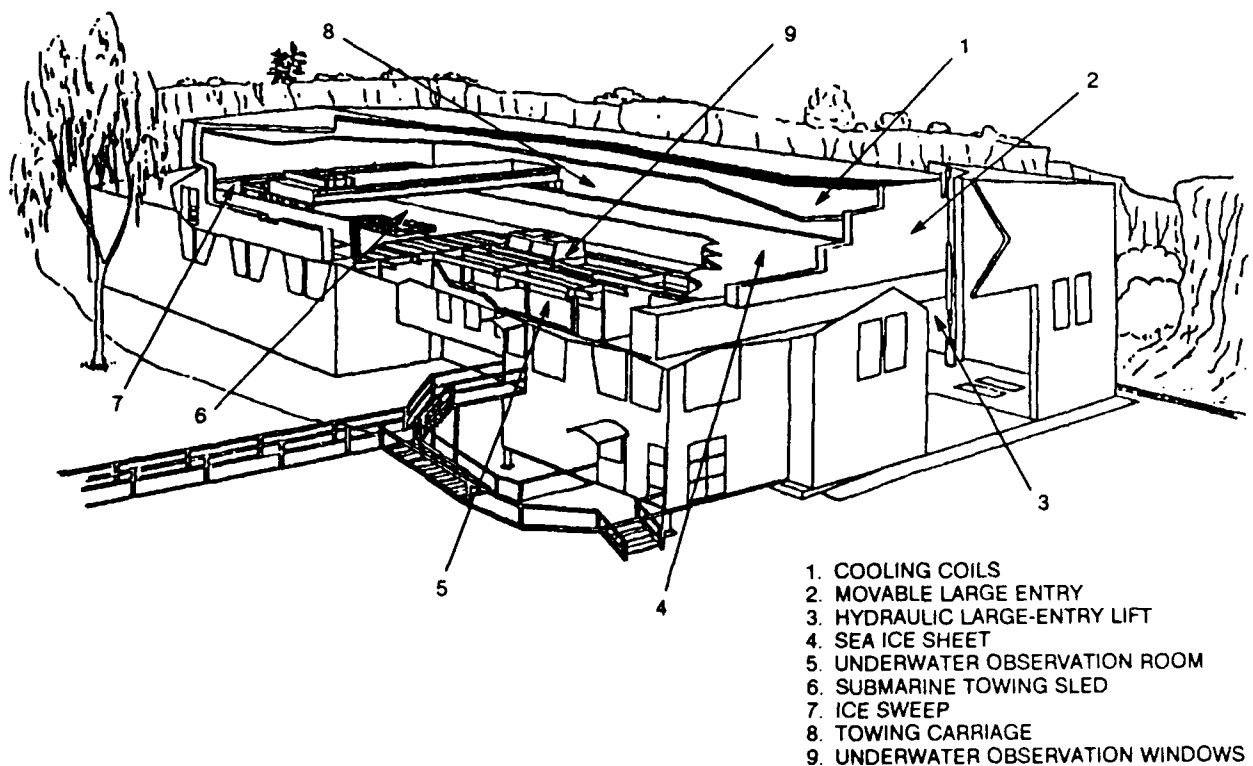 8
9
1
2
7
6
5
4
3
1. COOLING COILS
2. MOVABLE LARGE ENTRY
3. HYDRAULIC LARGE-ENTRY LIFT
4. SEA ICE SHEET
5. UNDERWATER OBSERVATION ROOM
6. SUBMARINE TOWING SLED
7. ICE SWEEP
8. TOWING CARRIAGE
9. UNDERWATER OBSERVATION WINDOWS